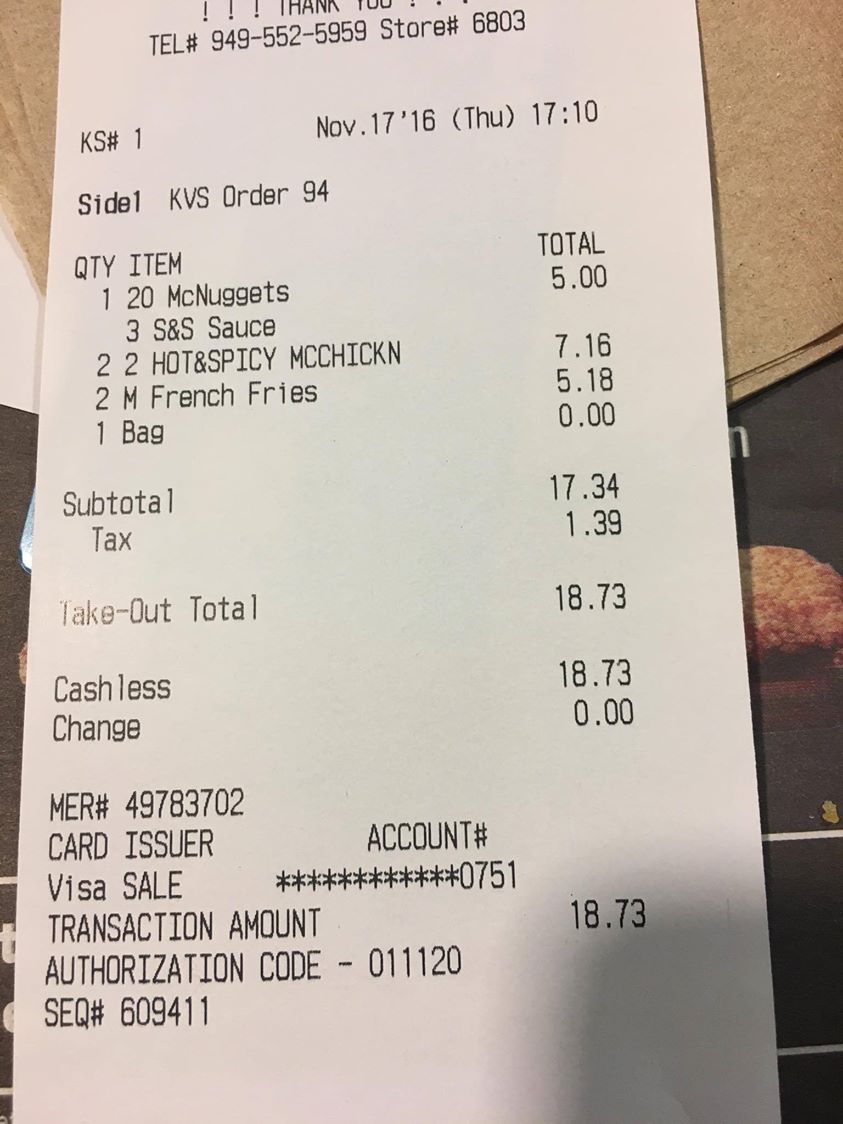 ! ! ! THANK YOU ! ! !
TEL# 949-552-5959 Store# 6803
KS# 1 Nov.17'16 (Thu) 17:10
Side1 KVS Order 94
QTY ITEM TOTAL
1 20 McNuggets 5.00
3 S&S Sauce
2 2 HOT&SPICY MCCHICKN 7.16
2 M French Fries 5.18
1 Bag 0.00
Subtotal 17.34
Tax 1.39
Take-Out Total 18.73
Cashless 18.73
Change 0.00
MER# 49783702
CARD ISSUER ACCOUNT#
Visa SALE ************0751
TRANSACTION AMOUNT 18.73
AUTHORIZATION CODE - 011120
SEQ# 609411